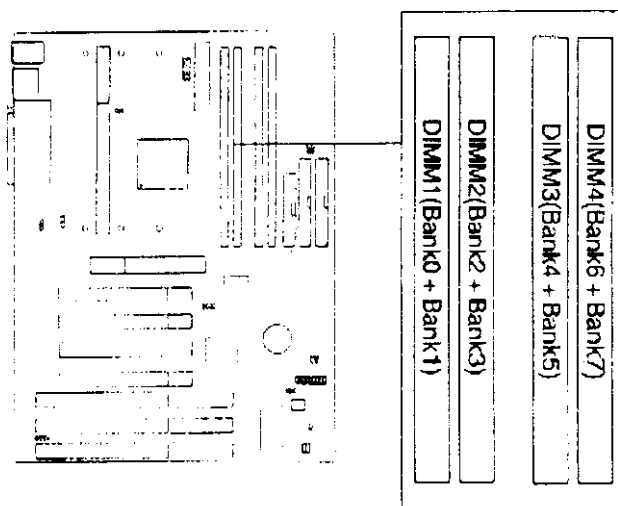 DIMM1(Bank0 + Bank1)
DIMM2(Bank2 + Bank3)
DIMM3(Bank4 + Bank5)
DIMM4(Bank6 + Bank7)